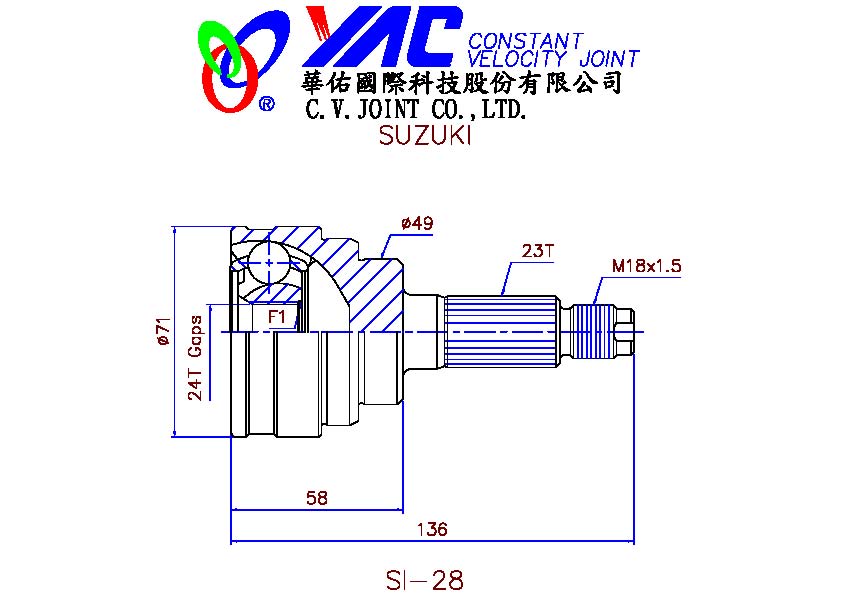 YAC CONSTANT
VELOCITY JOINT
®
華佑國際科技股份有限公司
C.V.JOINT CO.,LTD.
SUZUKI
ø49
23T
M18x1.5
F1
ø71
24T Gaps
58
136
SI-28